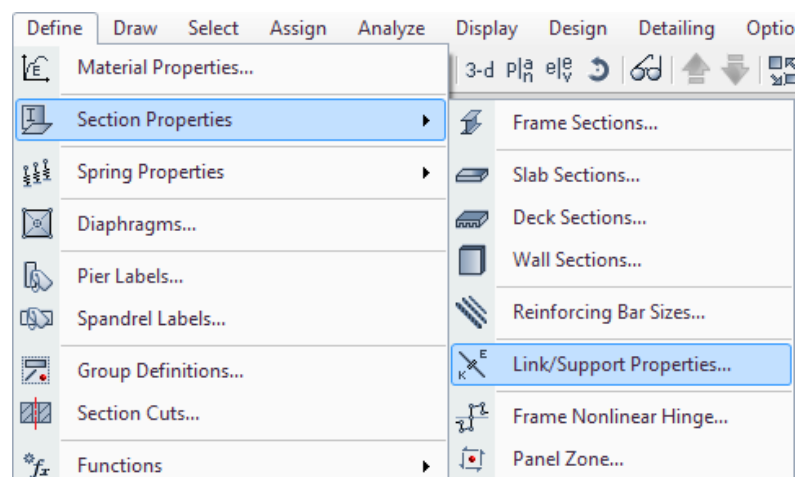 Define Draw Select Assign Analyze Display Design Detailing Optio
3-d
Material Properties...
Section Properties
Spring Properties
Diaphragms...
Pier Labels...
Spandrel Labels...
Group Definitions...
Section Cuts...
Functions
Frame Sections...
Slab Sections...
Deck Sections...
Wall Sections...
Reinforcing Bar Sizes...
Link/Support Properties...
Frame Nonlinear Hinge...
Panel Zone...